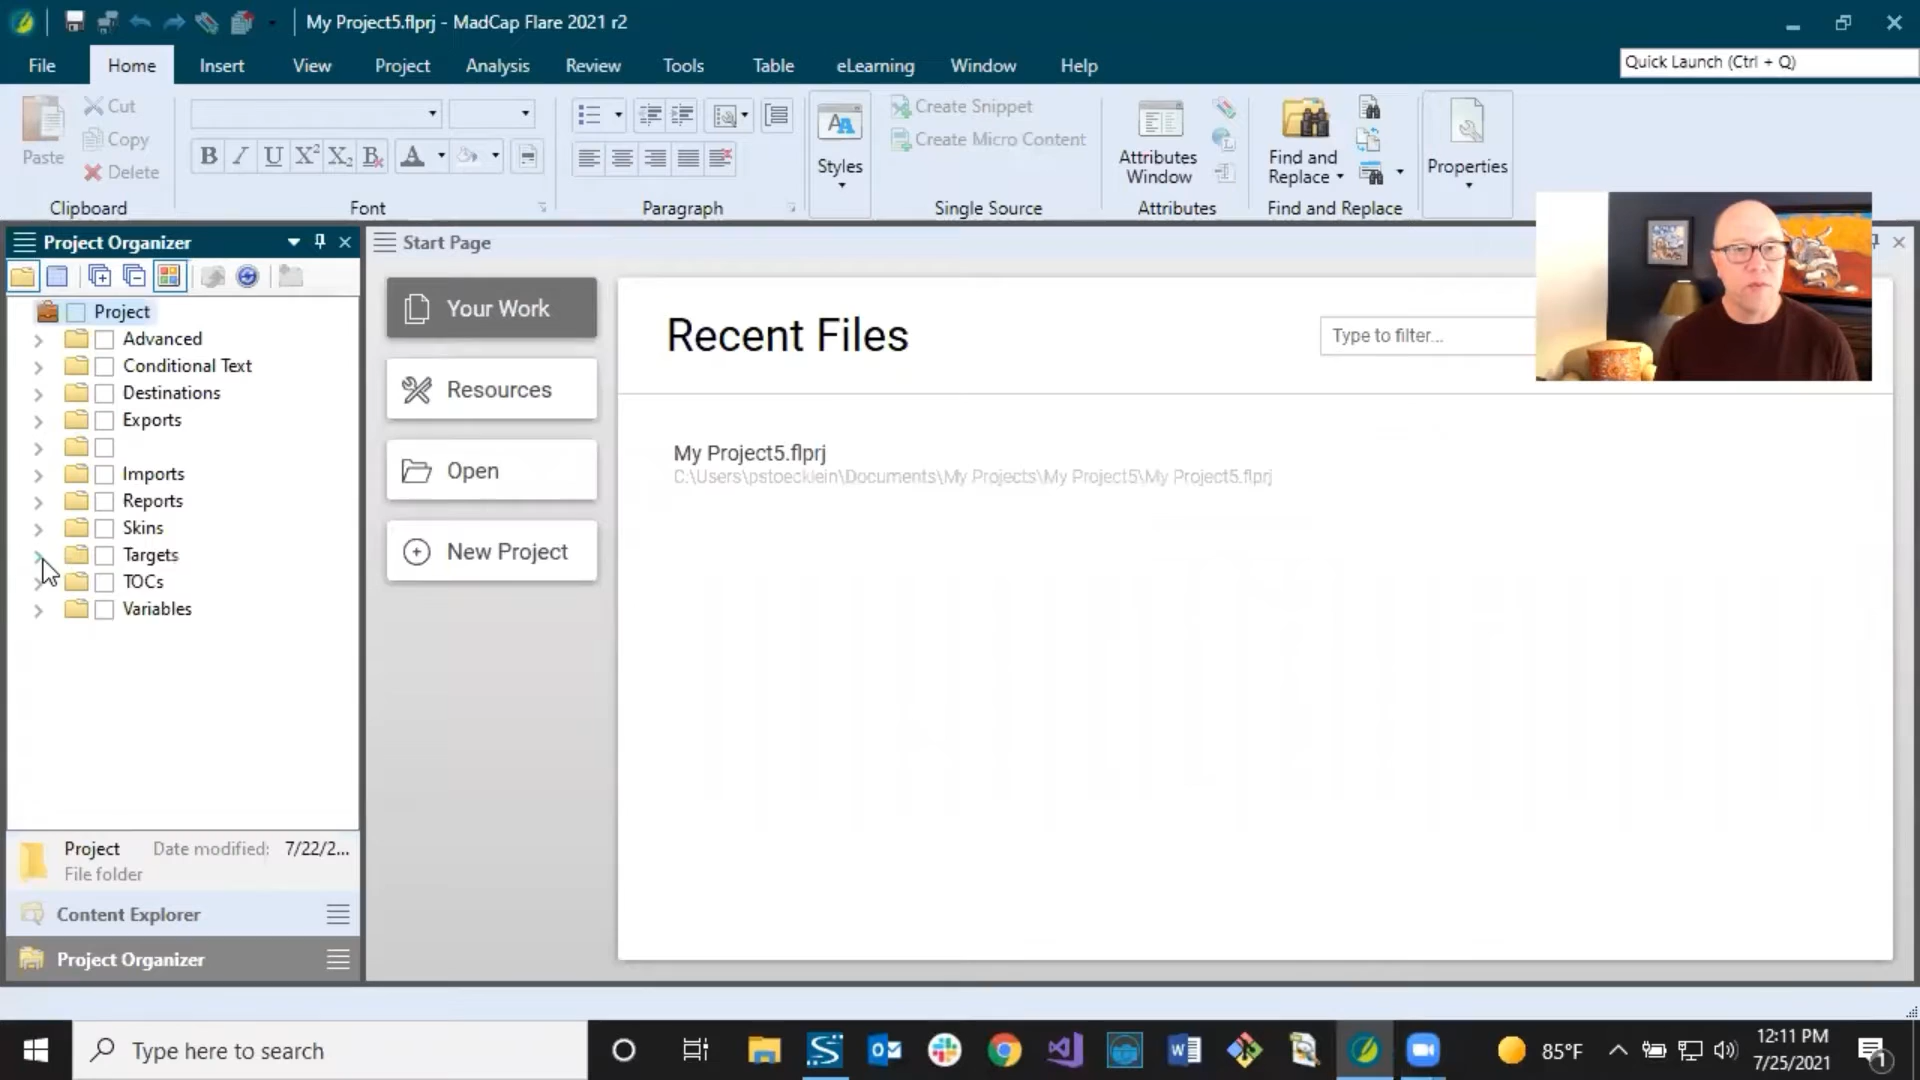 My Project5.flprj - MadCap Flare 2021 r2
File Home Insert View Project Analysis Review Tools Table eLearning Window Help
Quick Launch (Ctrl + Q)
Paste
Cut
Copy
Delete
Clipboard
B I U X² X₂ B A
Font
Paragraph
Styles
Create Snippet
Create Micro Content
Single Source
Attributes
Window
Attributes
Find and
Replace
Find and Replace
Properties
Project Organizer
Project
Advanced
Conditional Text
Destinations
Exports
Imports
Reports
Skins
Targets
TOCs
Variables
Project Date modified: 7/22/2...
File folder
Content Explorer
Project Organizer
Start Page
Your Work
Resources
Open
New Project
Recent Files
Type to filter...
My Project5.flprj
C:\Users\pstoecklein\Documents\My Projects\My Project5\My Project5.flprj
Type here to search
85°F
12:11 PM
7/25/2021
1